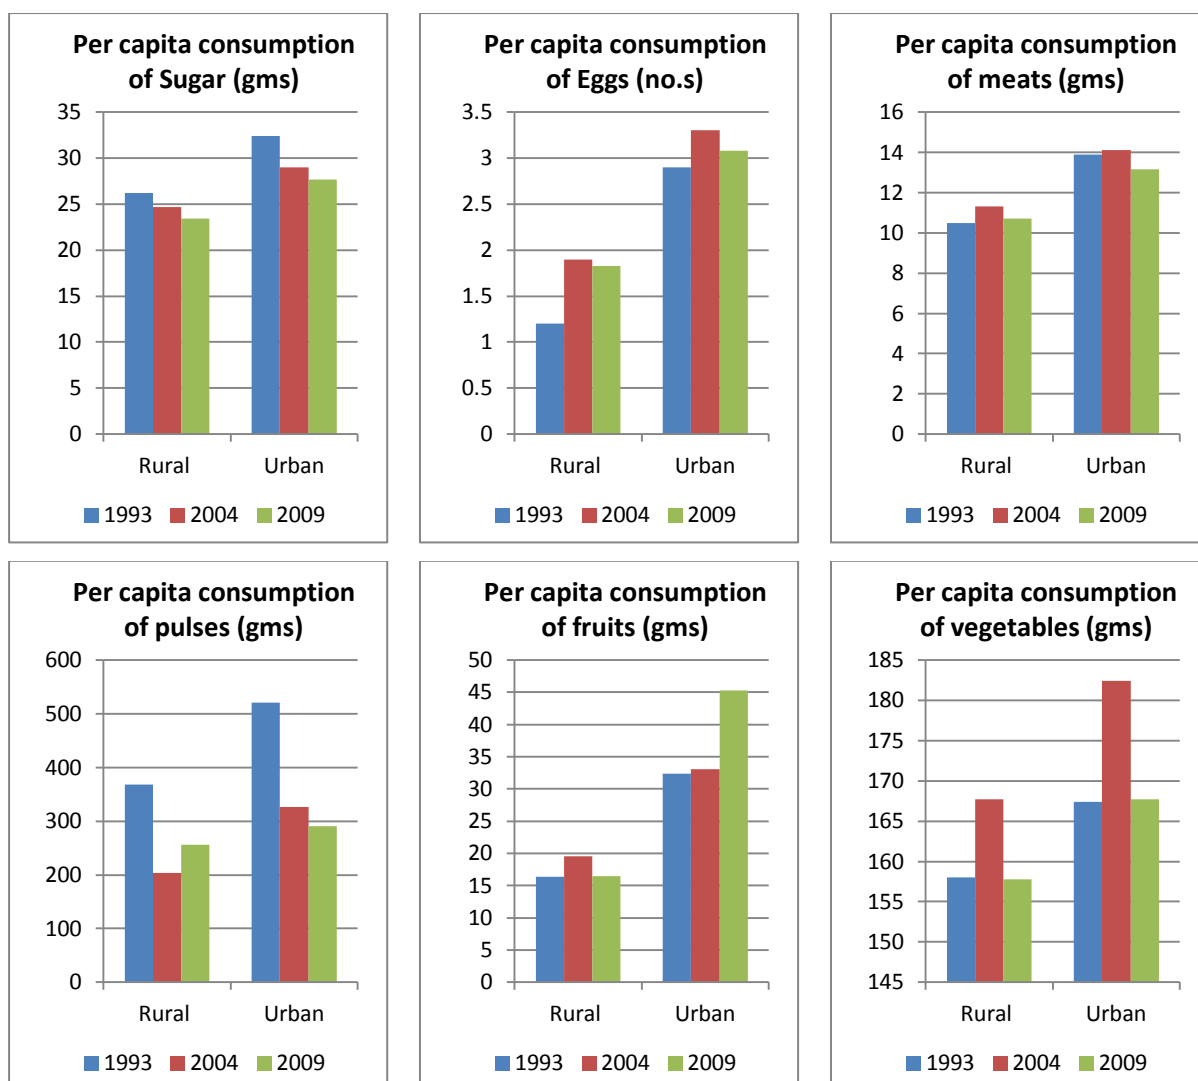 Per capita consumption
of Sugar (gms)
35
30
25
20
15
10
5
0
Rural Urban
1993 2004 2009
Per capita consumption
of Eggs (no.s)
3.5
3
2.5
2
1.5
1
0.5
0
Rural Urban
1993 2004 2009
Per capita consumption
of meats (gms)
16
14
12
10
8
6
4
2
0
Rural Urban
1993 2004 2009
Per capita consumption
of pulses (gms)
600
500
400
300
200
100
0
Rural Urban
1993 2004 2009
Per capita consumption
of fruits (gms)
50
45
40
35
30
25
20
15
10
5
0
Rural Urban
1993 2004 2009
Per capita consumption
of vegetables (gms)
185
180
175
170
165
160
155
150
145
Rural Urban
1993 2004 2009